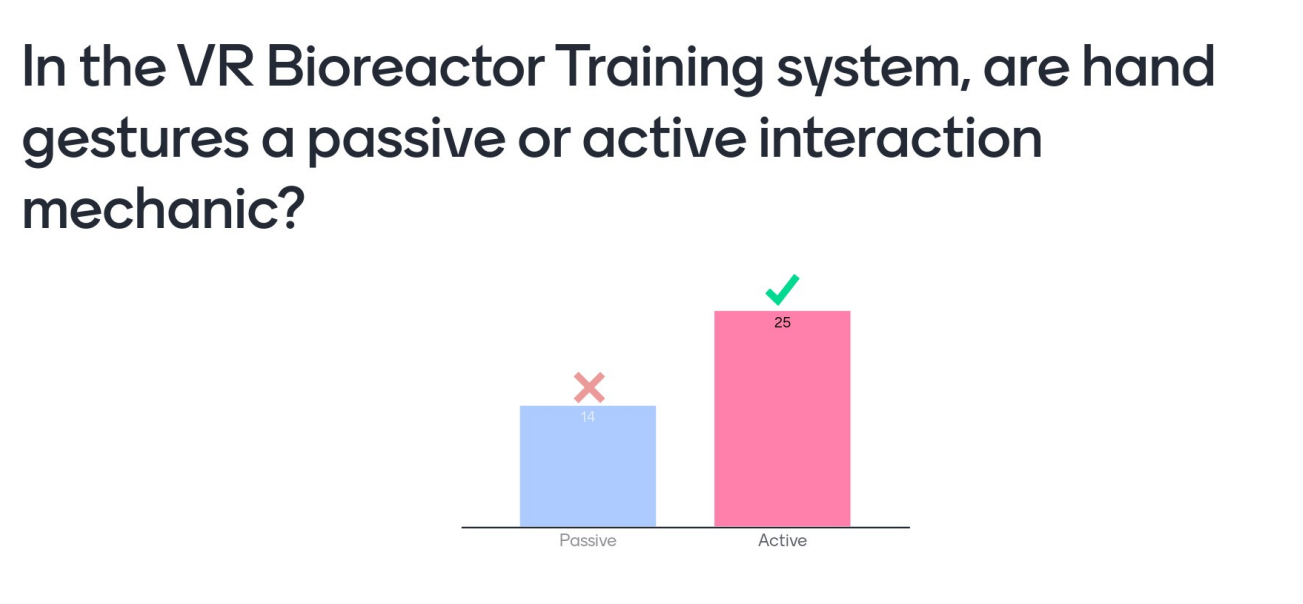 In the VR Bioreactor Training system, are hand
gestures a passive or active interaction
mechanic?
25
14
Passive
Active